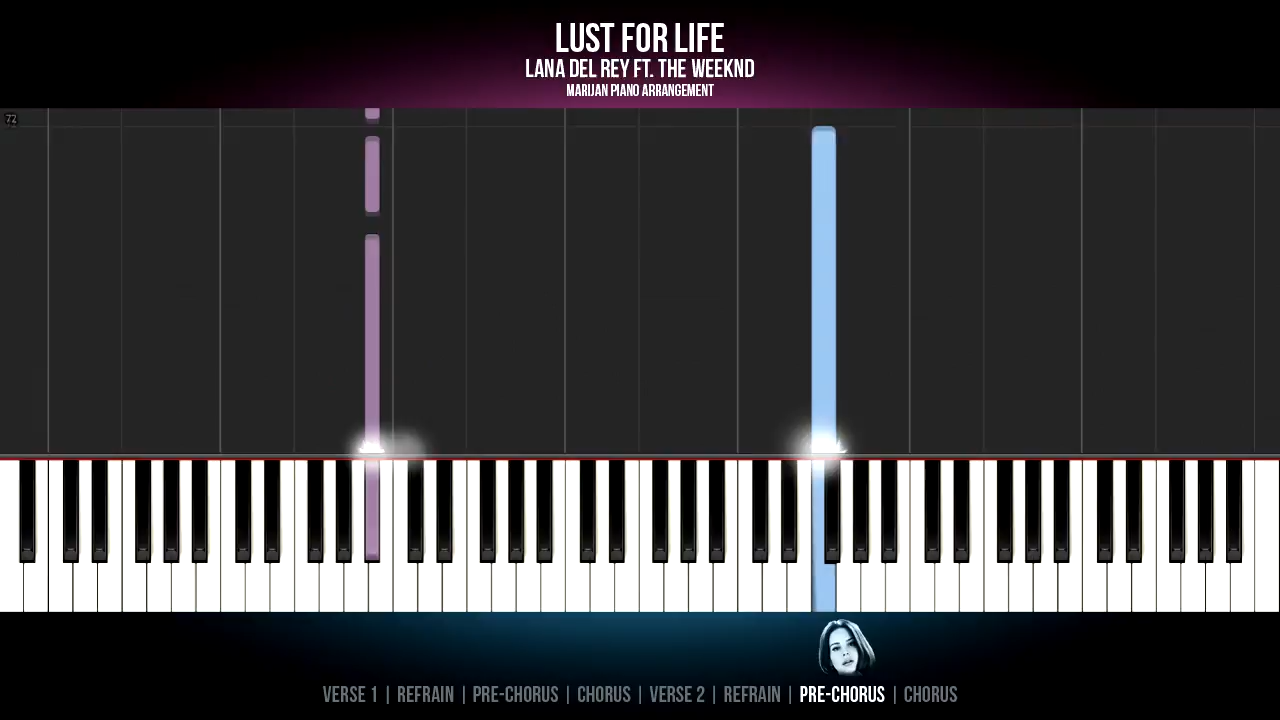 LUST FOR LIFE
LANA DEL REY FT. THE WEEKND
MARIJAN PIANO ARRANGEMENT
72
VERSE 1 | REFRAIN | PRE-CHORUS | CHORUS | VERSE 2 | REFRAIN | PRE-CHORUS | CHORUS